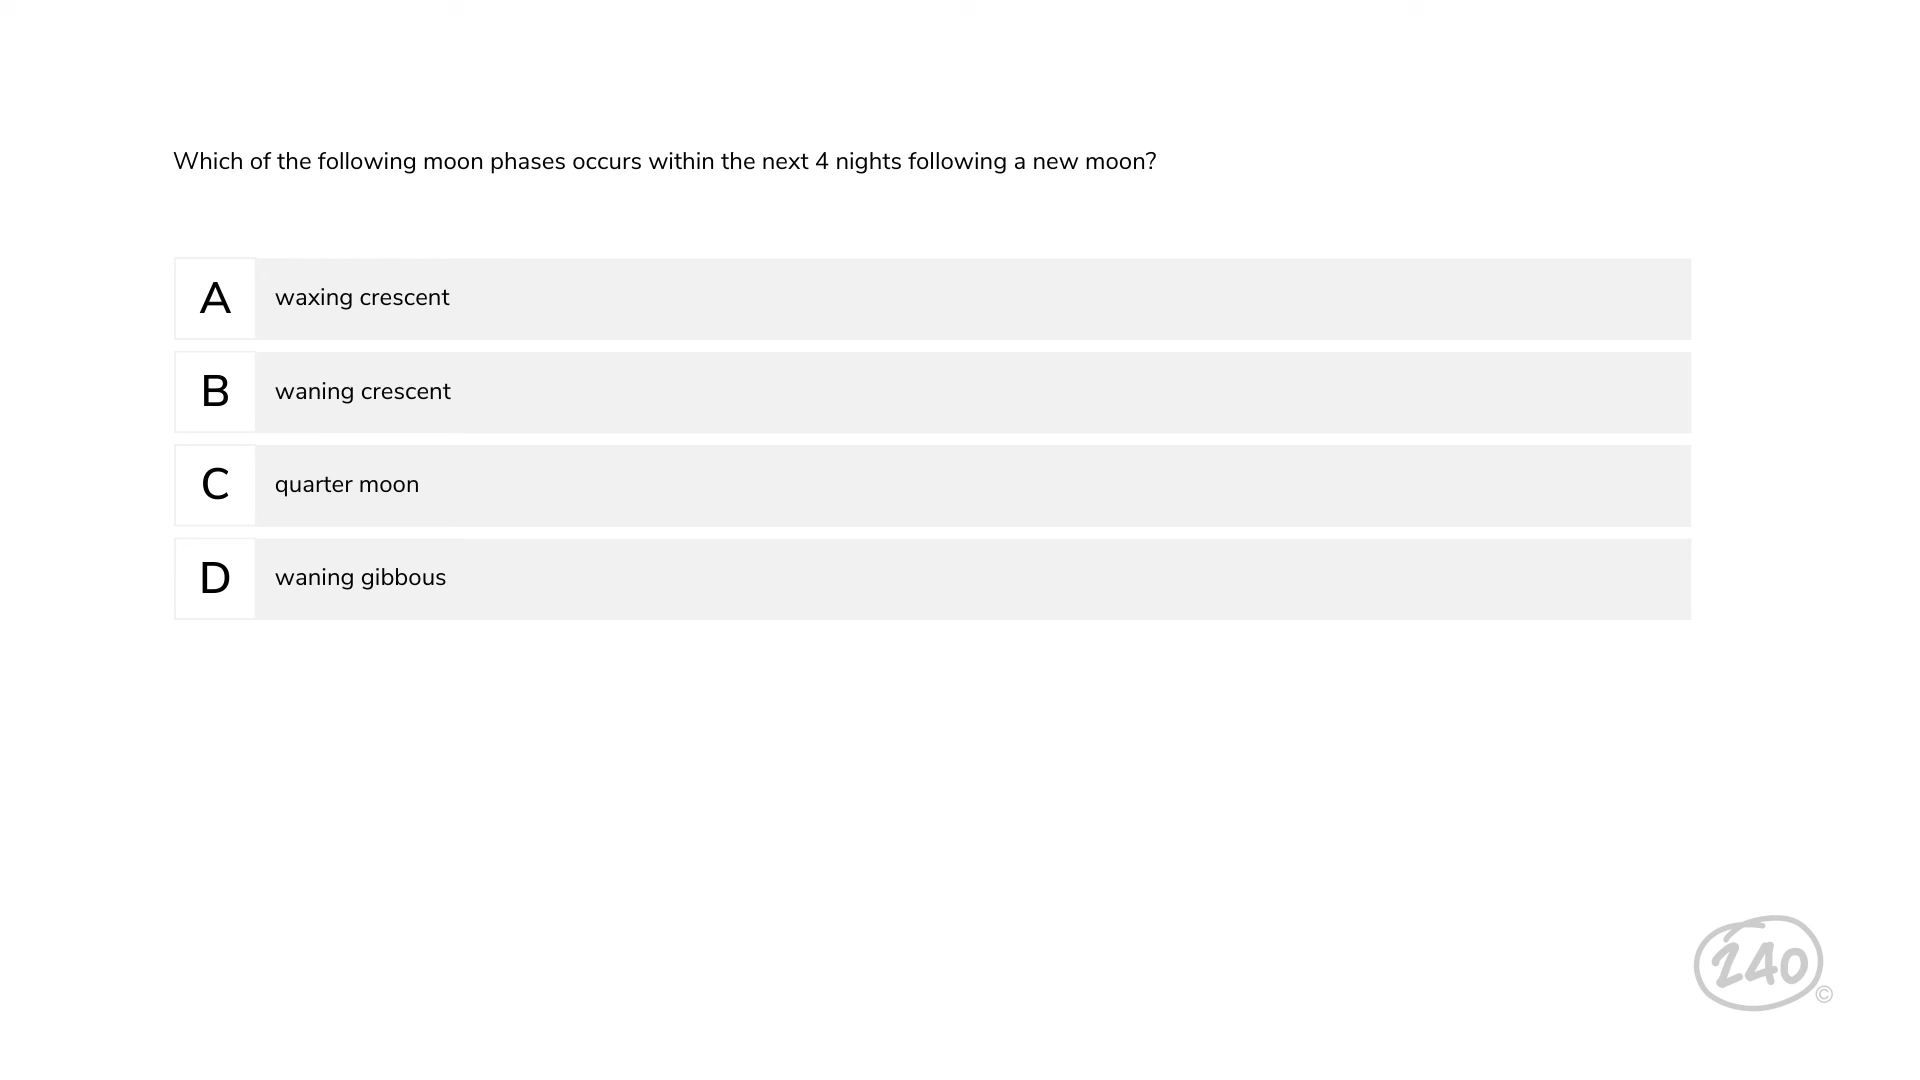 Which of the following moon phases occurs within the next 4 nights following a new moon?
A waxing crescent
B waning crescent
C quarter moon
D waning gibbous
240©